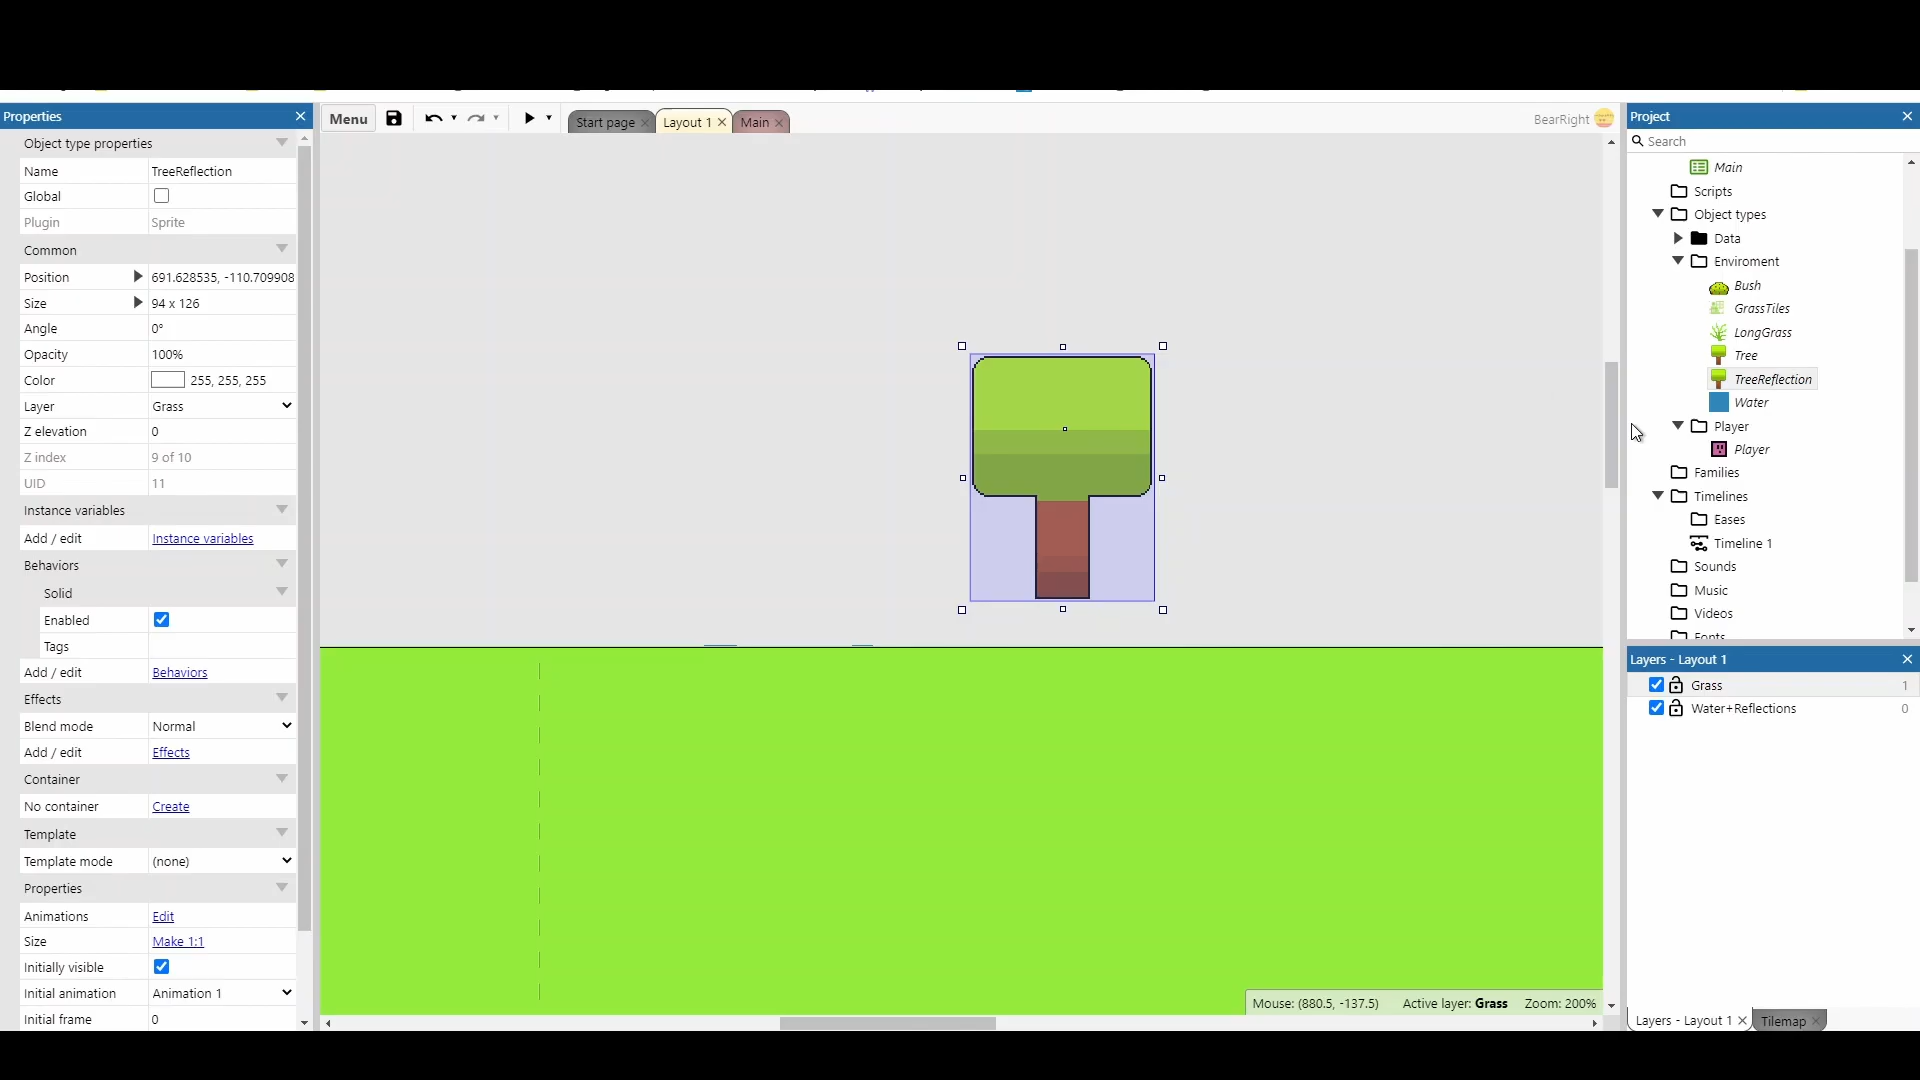 Properties
Object type properties
Name TreeReflection
Global
Plugin Sprite
Common
Position 691.628535, -110.709908
Size 94 x 126
Angle 0°
Opacity 100%
Color 255, 255, 255
Layer Grass
Z elevation 0
Z index 9 of 10
UID 11
Instance variables
Add / edit Instance variables
Behaviors
Solid
Enabled
Tags
Add / edit Behaviors
Effects
Blend mode Normal
Add / edit Effects
Container
No container Create
Template
Template mode (none)
Properties
Animations Edit
Size Make 1:1
Initially visible
Initial animation Animation 1
Initial frame 0
Menu
Start page
Layout 1
Main
BearRight
Mouse: (880.5, -137.5) Active layer: Grass Zoom: 200%
Project
Search
Main
Scripts
Object types
Data
Enviroment
Bush
GrassTiles
LongGrass
Tree
TreeReflection
Water
Player
Player
Families
Timelines
Eases
Timeline 1
Sounds
Music
Videos
Fonts
Layers - Layout 1
Grass 1
Water+Reflections 0
Layers - Layout 1
Tilemap